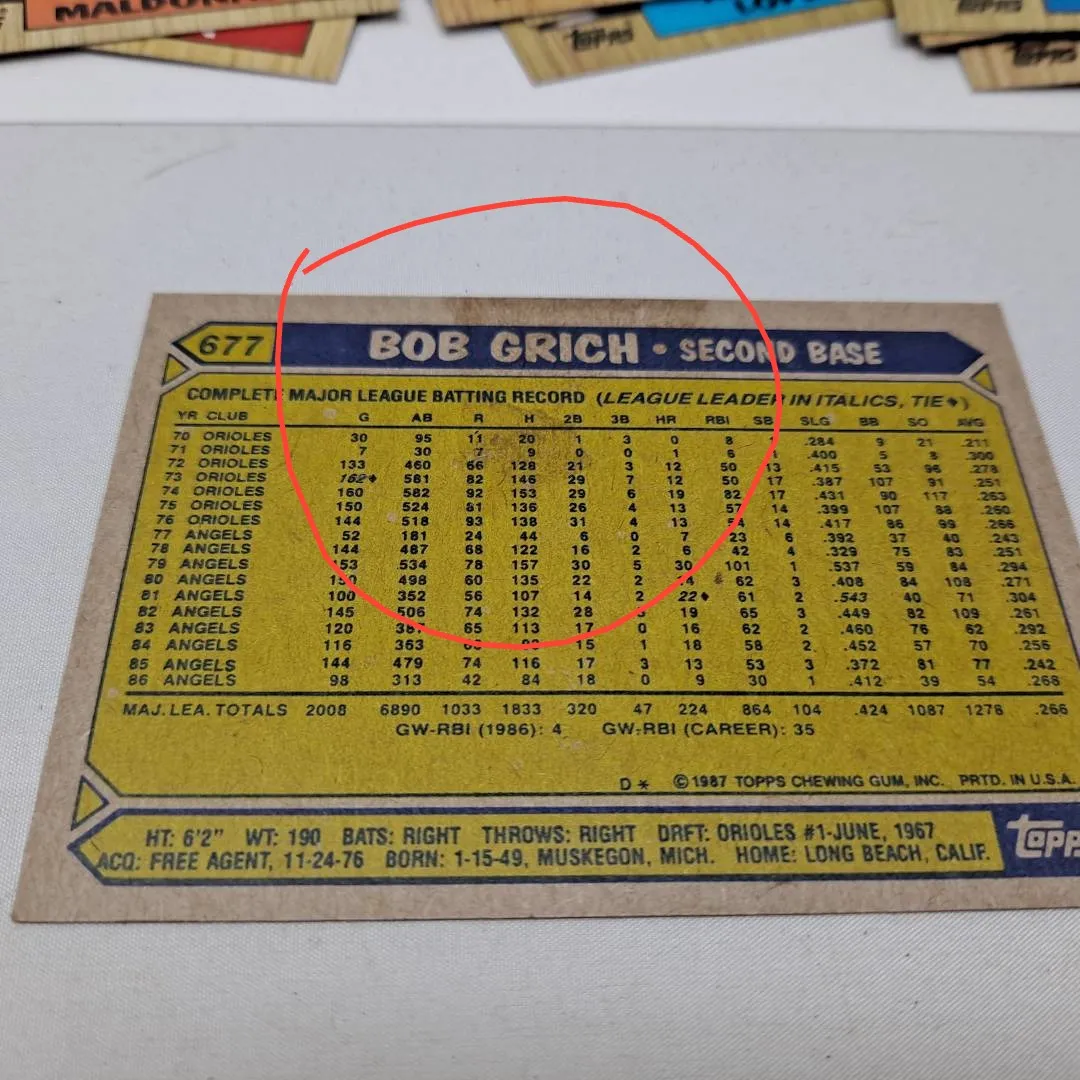 MALDON
TOPPS
TOPPS
677 BOB GRICH • SECOND BASE
COMPLETE MAJOR LEAGUE BATTING RECORD (LEAGUE LEADER IN ITALICS, TIE♦)
YR CLUB G AB R H 2B 3B HR RBI SB SLG BB SO AVG
70 ORIOLES 30 95 11 20 1 3 0 8 1 .284 9 21 .211
71 ORIOLES 7 30 7 9 0 0 1 6 1 .400 5 8 .300
72 ORIOLES 133 460 66 128 21 3 12 50 13 .415 53 96 .278
73 ORIOLES 162♦ 581 82 146 29 7 12 50 17 .387 107 91 .251
74 ORIOLES 160 582 92 153 29 6 19 82 17 .431 90 117 .263
75 ORIOLES 150 524 81 136 26 4 13 57 14 .399 107 88 .260
76 ORIOLES 144 518 93 138 31 4 13 54 14 .417 86 99 .266
77 ANGELS 52 181 24 44 6 0 7 23 6 .392 37 40 .243
78 ANGELS 144 487 68 122 16 2 6 42 4 .329 75 83 .251
79 ANGELS 153 534 78 157 30 5 30 101 1 .537 59 84 .294
80 ANGELS 150 498 60 135 22 2 14 62 3 .408 84 108 .271
81 ANGELS 100 352 56 107 14 2 22♦ 61 2 .543 40 71 .304
82 ANGELS 145 506 74 132 28 5 19 65 3 .449 82 109 .261
83 ANGELS 120 387 65 113 17 0 16 62 2 .460 76 62 .292
84 ANGELS 116 363 15 1 18 58 2 .452 57 70 .256
85 ANGELS 144 479 74 116 17 3 13 53 3 .372 81 77 .242
86 ANGELS 98 313 42 84 18 0 9 30 1 .412 39 54 .268
MAJ.LEA. TOTALS 2008 6890 1033 1833 320 47 224 864 104 .424 1087 1278 .266
GW-RBI (1986): 4 GW-RBI (CAREER): 35
D * ©1987 TOPPS CHEWING GUM, INC. PRTD. IN U.S.A.
HT: 6'2" WT: 190 BATS: RIGHT THROWS: RIGHT DRFT: ORIOLES #1-JUNE, 1967
ACQ: FREE AGENT, 11-24-76 BORN: 1-15-49, MUSKEGON, MICH. HOME: LONG BEACH, CALIF.
TOPPS